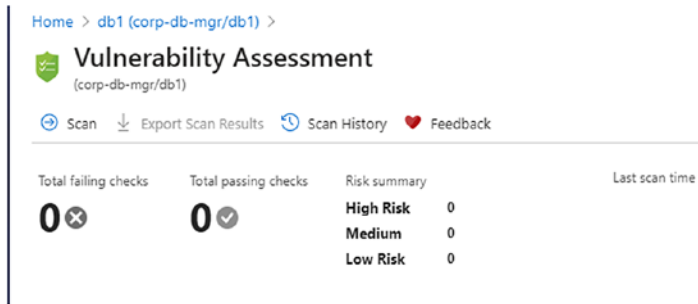 Home > db1 (corp-db-mgr/db1) >
Vulnerability Assessment
(corp-db-mgr/db1)
Scan Export Scan Results Scan History Feedback
Total failing checks Total passing checks Risk summary Last scan time
0 0 High Risk 0
Medium 0
Low Risk 0